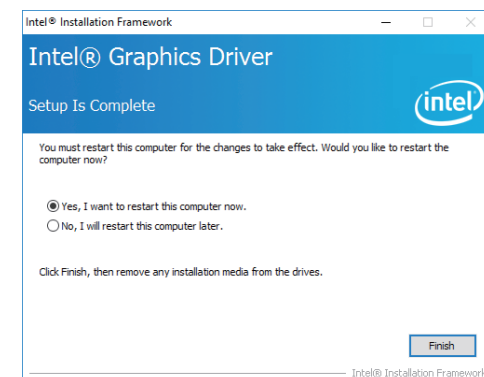 Intel® Installation Framework
Intel® Graphics Driver
Setup Is Complete
intel
You must restart this computer for the changes to take effect. Would you like to restart the
computer now?
Yes, I want to restart this computer now.
No, I will restart this computer later.
Click Finish, then remove any installation media from the drives.
Finish
Intel® Installation Framework